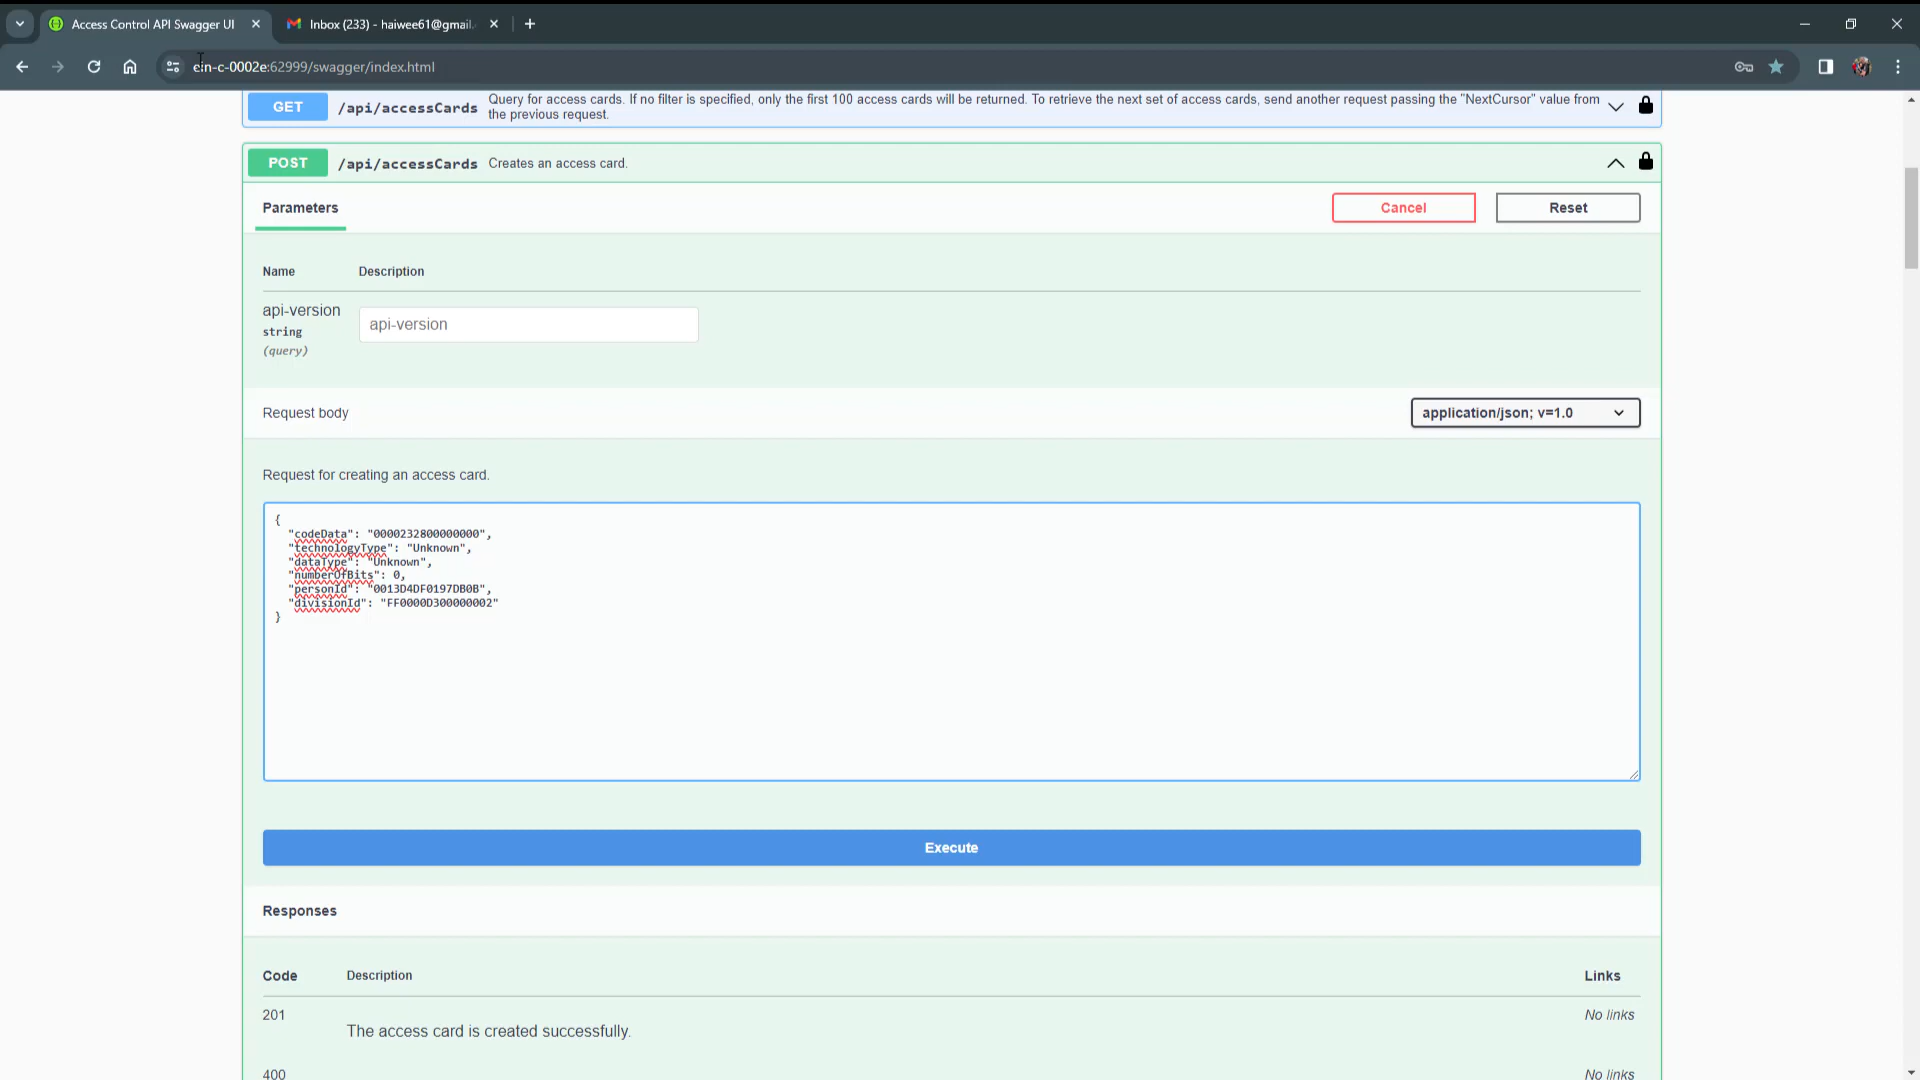 Access Control API Swagger UI
Inbox (233) - haiwee61@gmail.
ein-c-0002e:62999/swagger/index.html
GET /api/accessCards Query for access cards. If no filter is specified, only the first 100 access cards will be returned. To retrieve the next set of access cards, send another request passing the "NextCursor" value from
the previous request.
POST /api/accessCards Creates an access card.
Parameters Cancel Reset
Name Description
api-version api-version
string
(query)
Request body application/json; v=1.0
Request for creating an access card.
{
"codeData": "0000232800000000",
"technologyType": "Unknown",
"dataType": "Unknown",
"numberOfBits": 0,
"personId": "0013D4DF0197DB0B",
"divisionId": "FF0000D300000002"
}
Execute
Responses
Code Description Links
201 No links
The access card is created successfully.
400 No links